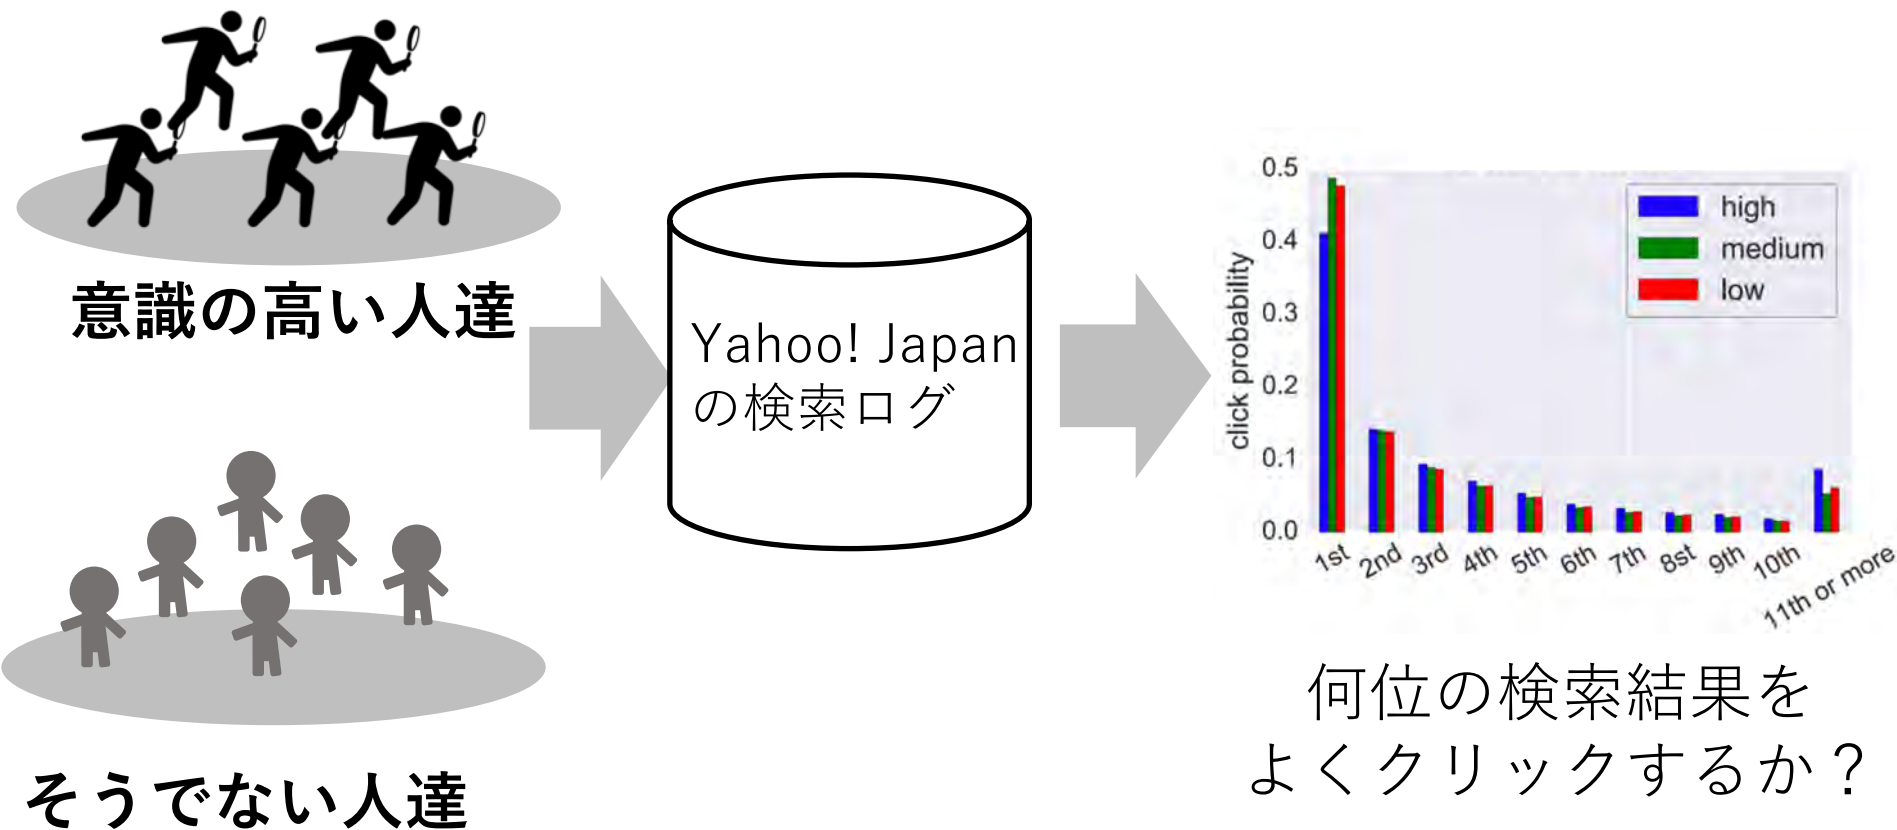 意識の高い人達
そうでない人達
Yahoo! Japan
の検索ログ
click probability
0.5
0.4
0.3
0.2
0.1
0.0
high
medium
low
1st
2nd
3rd
4th
5th
6th
7th
8st
9th
10th
11th or more
何位の検索結果を
よくクリックするか？